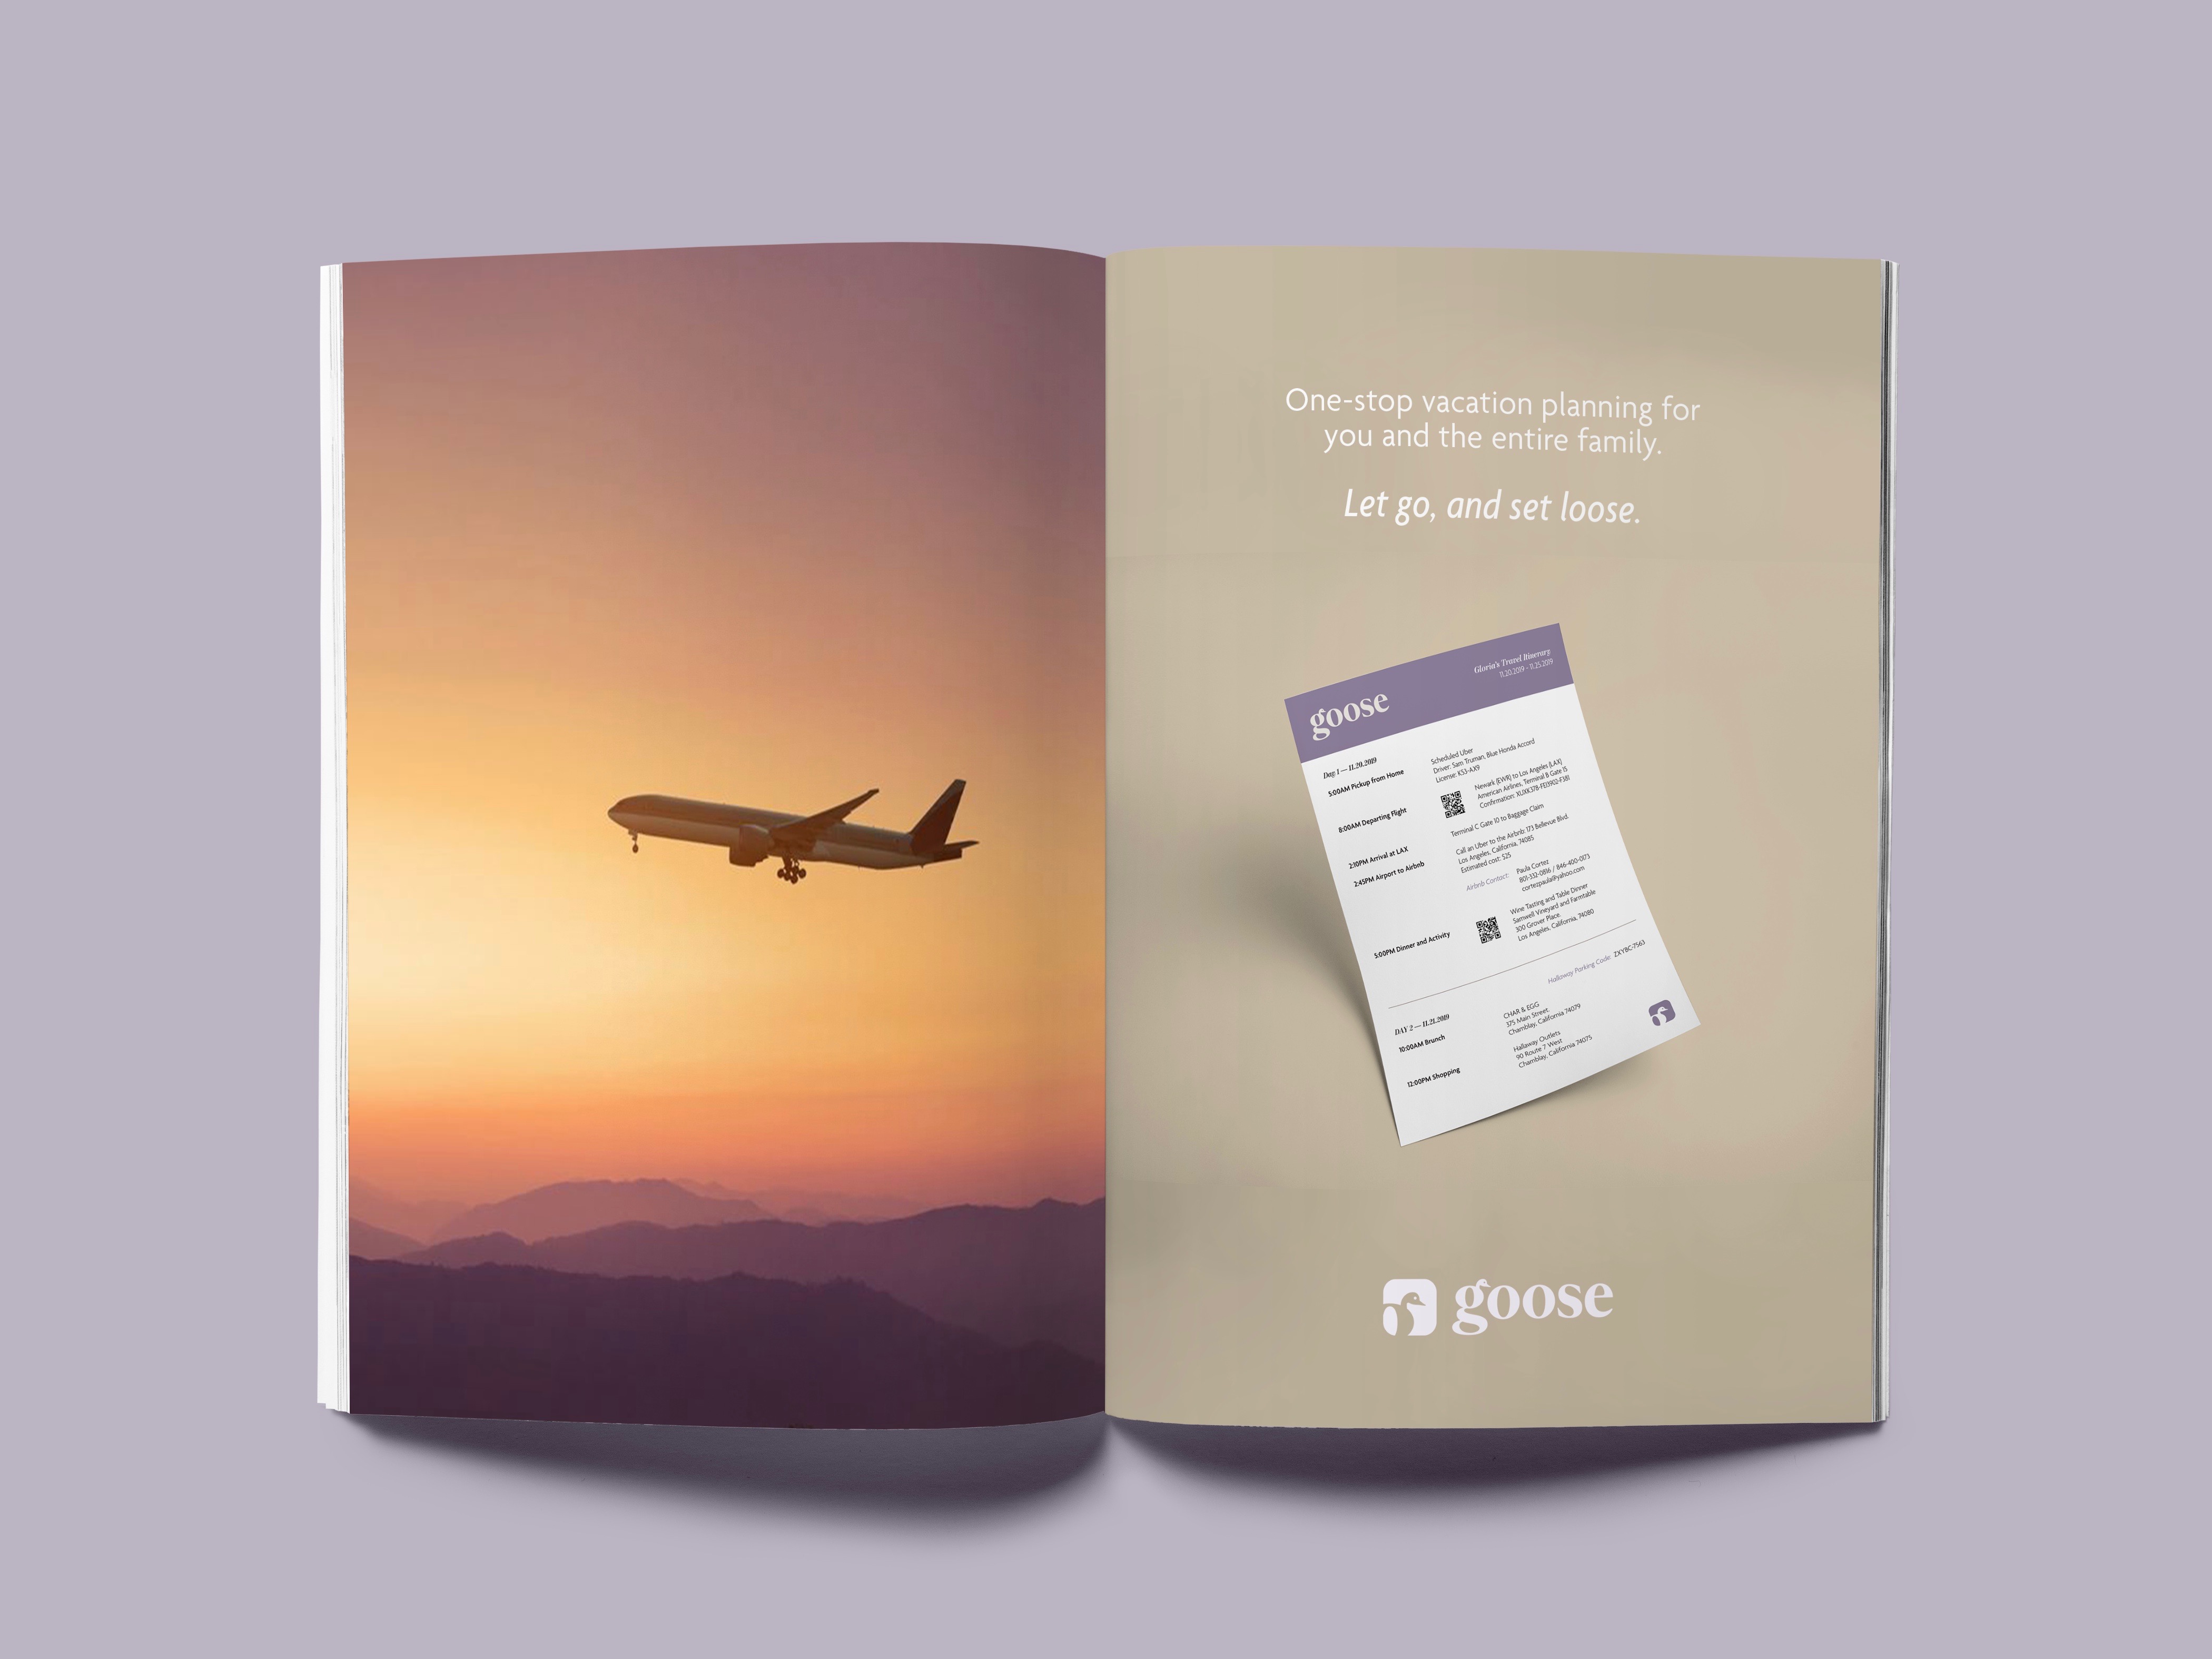 One-stop vacation planning for
you and the entire family.
Let go, and set loose.
goose
Gloria's Travel Itinerary
11.20.2019 - 11.25.2019
Day 1 — 11.20.2019
5:00AM Pickup from Home
Scheduled Uber
Driver: Sam Truman, Blue Honda Accord
License: K53-AX9
8:00AM Departing Flight
Newark (EWR) to Los Angeles (LAX)
American Airlines, Terminal B Gate 15
Confirmation:
2:10PM Arrival at LAX
Terminal C Gate 10 to Baggage Claim
2:45PM Airport to Airbnb
Call an Uber to the Airbnb: 173 Bellevue Blvd.
Los Angeles, California, 74085
Estimated cost: $25
Airbnb Contact: Paula Cortez
801-332-0816 / 846-400-0173
cortezpaula@yahoo.com
5:00PM Dinner and Activity
Wine Tasting and Table Dinner
Samwell Vineyard and Farmtable
300 Grover Place
Los Angeles, California, 74080
Hallaway Parking Code ZXYBC-7563
DAY 2 — 11.21.2019
10:00AM Brunch
CHAR & EGG
375 Main Street
Chamblay, California 74079
12:00PM Shopping
Hallaway Outlets
90 Route 7 West
Chamblay, California 74075
goose